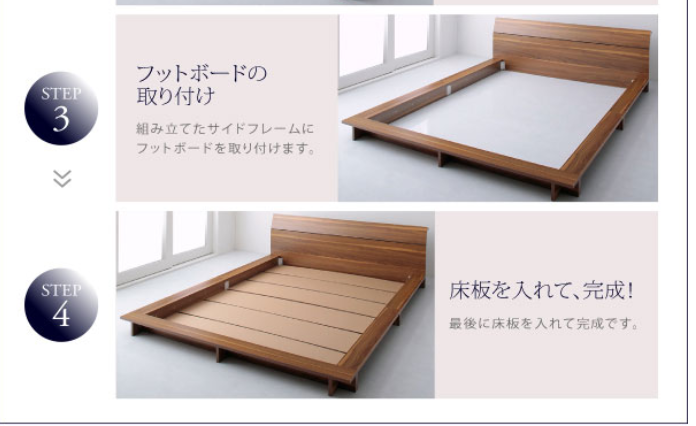 STEP
3
フットボードの
取り付け
組み立てたサイドフレームに
フットボードを取り付けます。
STEP
4
床板を入れて、完成!
最後に床板を入れて完成です。